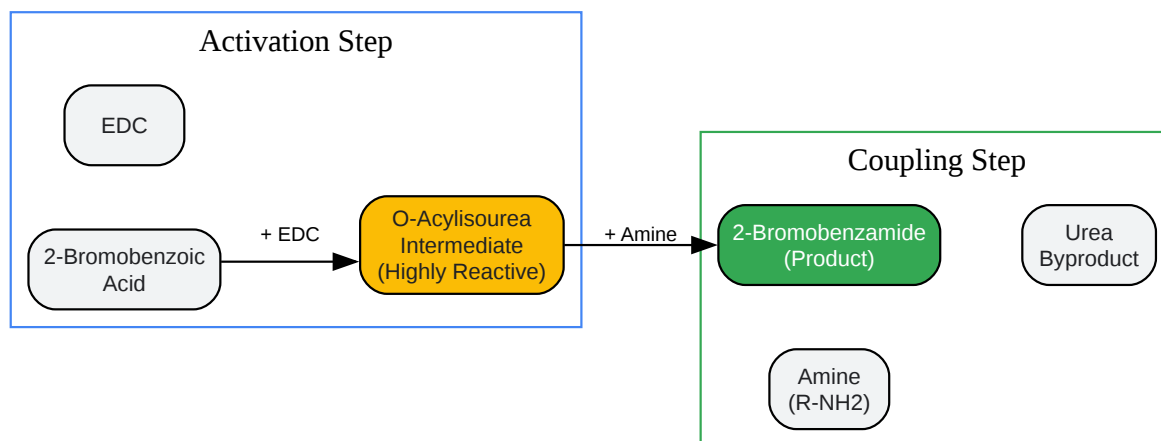 Activation Step
EDC
2-Bromobenzoic
Acid
+ EDC
O-Acylisourea
Intermediate
(Highly Reactive)
+ Amine
Coupling Step
2-Bromobenzamide
(Product)
Urea
Byproduct
Amine
(R-NH2)